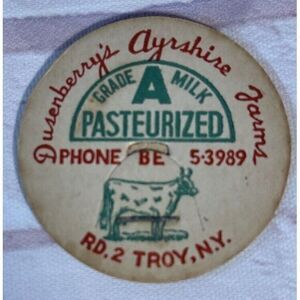 Dusenberry's Ayrshire Farms
GRADE A MILK
PASTEURIZED
PHONE BE 5-3989
RD. 2 TROY, N.Y.